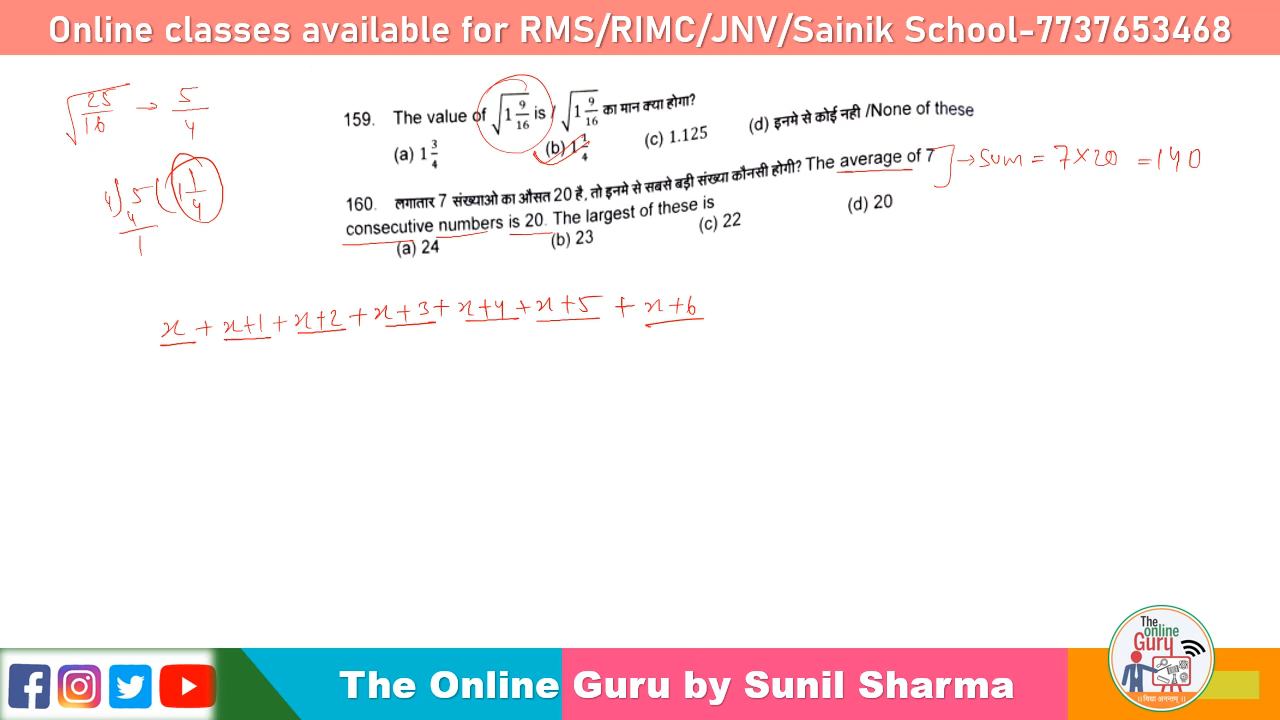 Online classes available for RMS/RIMC/JNV/Sainik School-7737653468
√25/16 → 5/4
4) 5 ( 1 1/4
4
1
159. The value of √1 9/16 is / √1 9/16 का मान क्या होगा?
(a) 1 3/4 (b) 1 1/4 (c) 1.125 (d) इनमे से कोई नही /None of these
160. लगातार 7 संख्याओ का औसत 20 है, तो इनमे से सबसे बड़ी संख्या कौनसी होगी? The average of 7
consecutive numbers is 20. The largest of these is
(a) 24 (b) 23 (c) 22 (d) 20
→ Sum = 7×20 = 140
x + x+1 + x+2 + x+3 + x+4 + x+5 + x+6
The Online Guru by Sunil Sharma
The
online
Guru